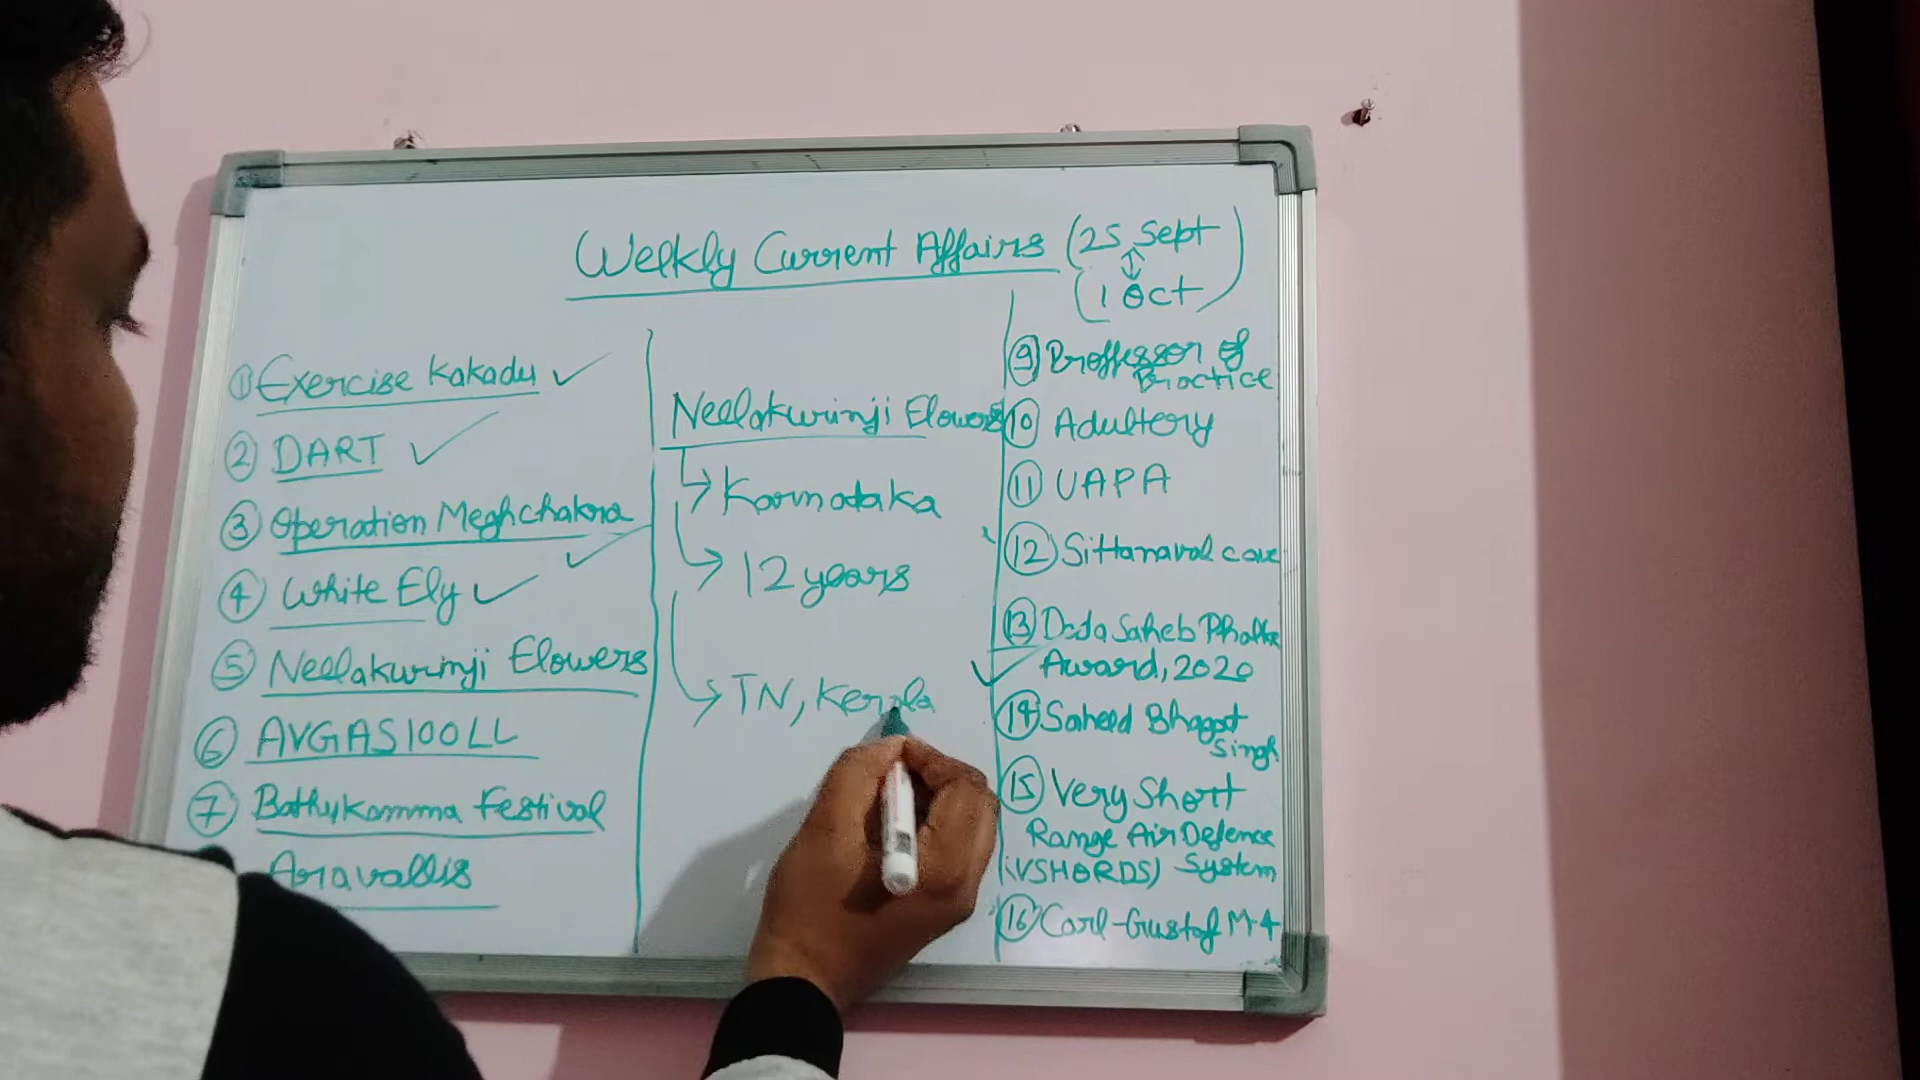 Weekly Current Affairs (25 Sept
(1 Oct)
① Exercise Kakadu ✓
② DART ✓
③ Operation Meghchakra ✓
④ White Fly ✓
⑤ Neelakurinji Flowers
⑥ AVGAS100LL
⑦ Bathukamma Festival
Aravallis
Neelakurinji Flowers
→ Karnataka
→ 12 years
→ TN, Kerala
⑨ Proffessor of
Practice
⑩ Adultery
⑪ UAPA
⑫ Sittanaval cave
⑬ Dada Saheb Phalke
Award, 2020
⑭ Saheed Bhagat
Singh
⑮ Very Short
Range Air Defence
(VSHORDS) System
⑯ Carl-Gustaf M-4